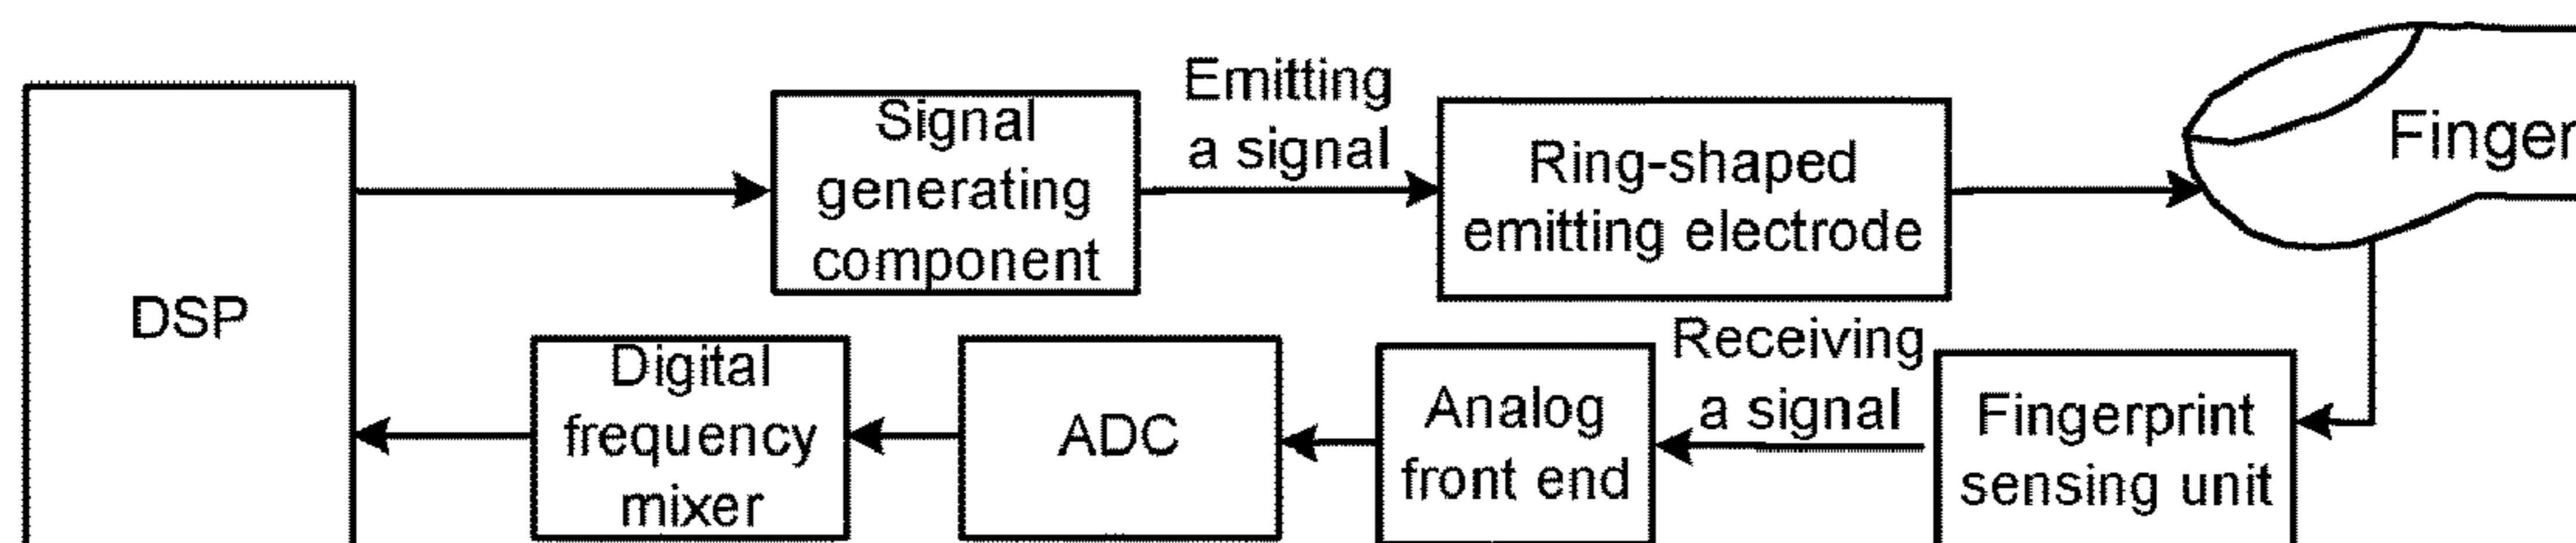 DSP
Signal
generating
component
Emitting
a signal
Ring-shaped
emitting electrode
Finger
Digital
frequency
mixer
ADC
Analog
front end
Receiving
a signal
Fingerprint
sensing unit